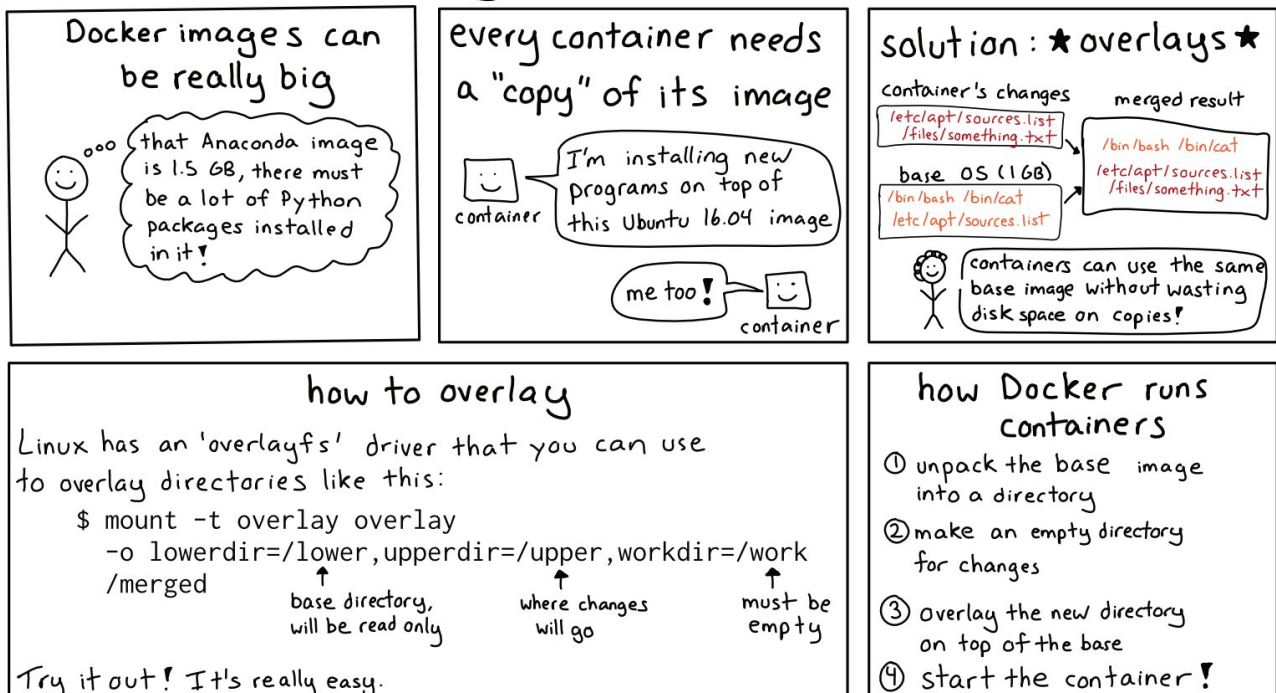 Docker images can
be really big
that Anaconda image
is 1.5 GB, there must
be a lot of Python
packages installed
in it!
every container needs
a "copy" of its image
container
I'm installing new
programs on top of
this Ubuntu 16.04 image
me too!
container
solution: ★overlays★
container's changes
/etc/apt/sources.list
/files/something.txt
base OS (1GB)
/bin/bash /bin/cat
/etc/apt/sources.list
merged result
/bin/bash /bin/cat
/etc/apt/sources.list
/files/something.txt
containers can use the same
base image without wasting
disk space on copies!
how to overlay
Linux has an 'overlayfs' driver that you can use
to overlay directories like this:
$ mount -t overlay overlay
-o lowerdir=/lower,upperdir=/upper,workdir=/work
/merged
base directory,
will be read only
where changes
will go
must be
empty
Try it out! It's really easy.
how Docker runs
containers
① unpack the base image
into a directory
② make an empty directory
for changes
③ overlay the new directory
on top of the base
④ start the container!